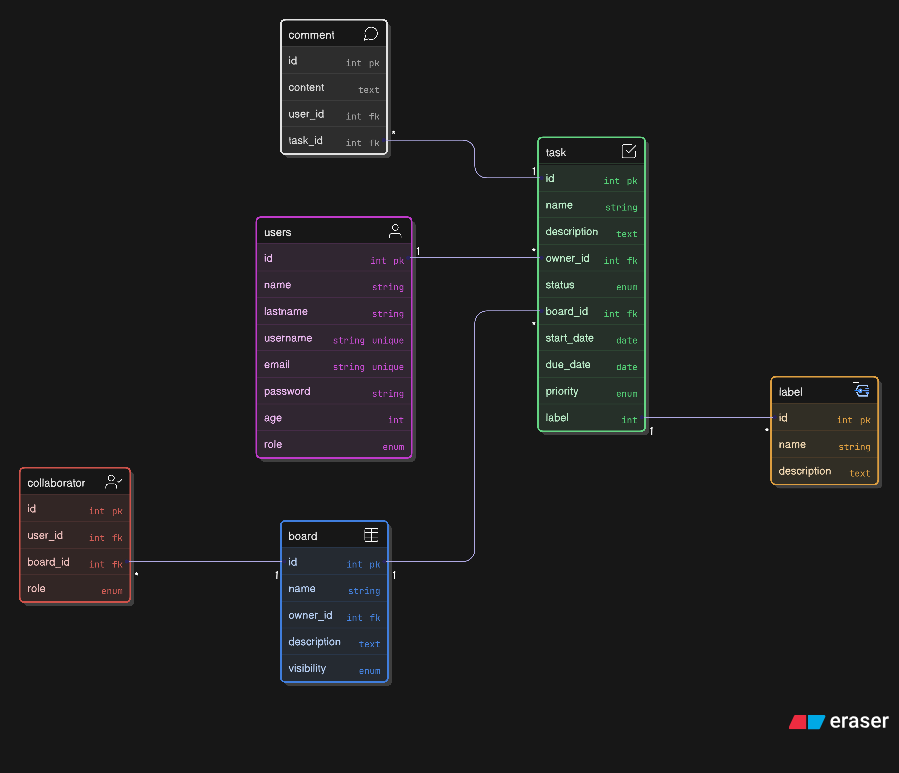 comment
id int pk
content text
user_id int fk
task_id int fk
*
1
task
id int pk
name string
description text
owner_id int fk
status enum
board_id int fk
start_date date
due_date date
priority enum
label int
users
id int pk
name string
lastname string
username string unique
email string unique
password string
age int
role enum
1
*
*
1
*
label
id int pk
name string
description text
collaborator
id int pk
user_id int fk
board_id int fk
role enum
*
1
board
id int pk
name string
owner_id int fk
description text
visibility enum
1
eraser